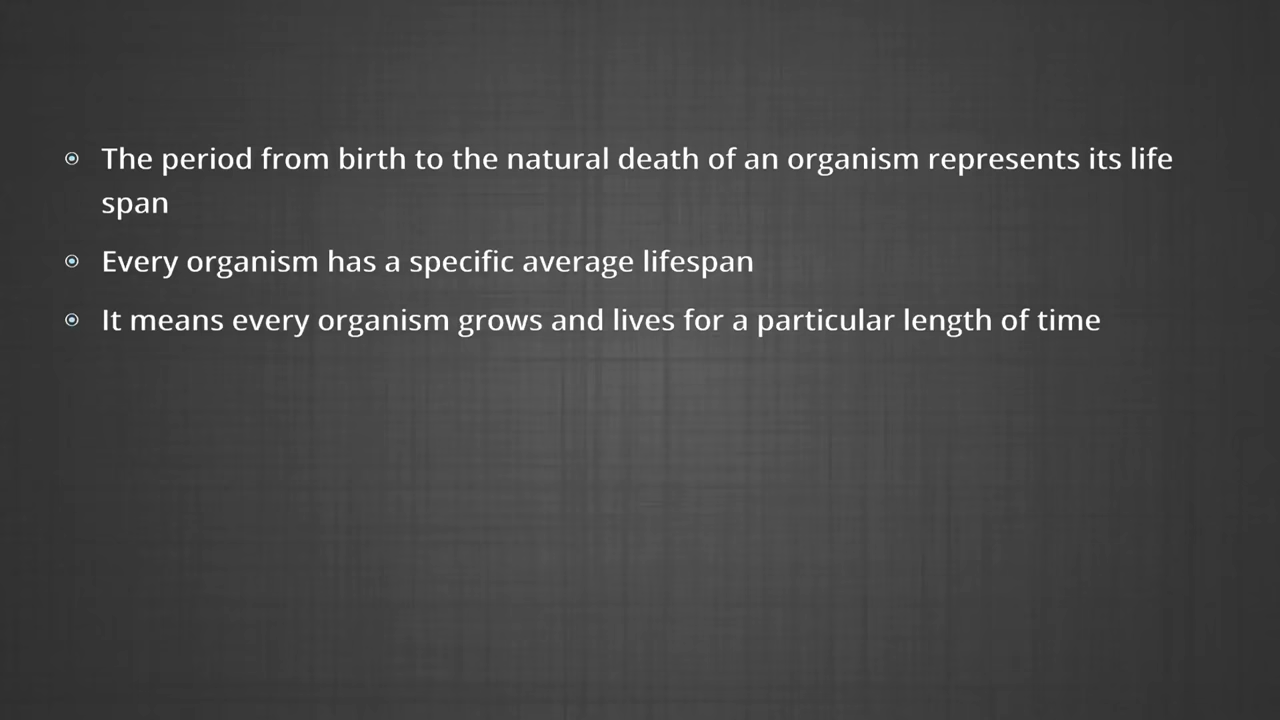 The period from birth to the natural death of an organism represents its life
span
Every organism has a specific average lifespan
It means every organism grows and lives for a particular length of time